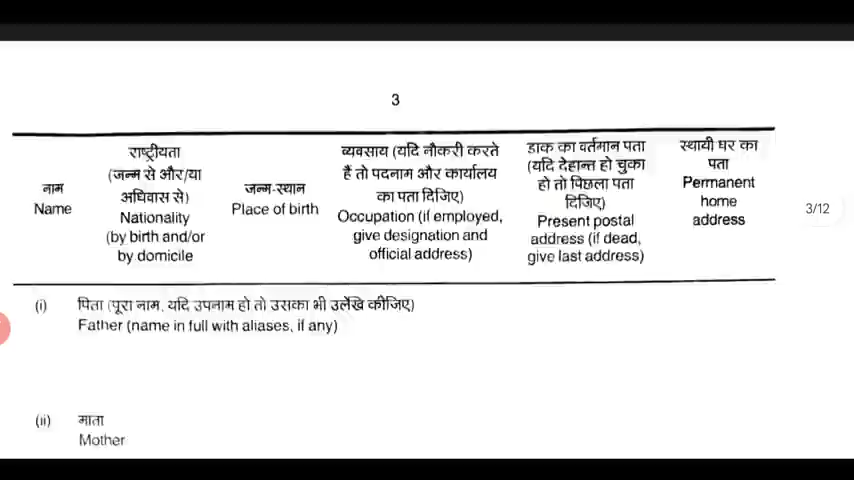 3
नाम
Name
राष्ट्रीयता
(जन्म से और/या
अधिवास से)
Nationality
(by birth and/or
by domicile
जन्म-स्थान
Place of birth
व्यवसाय (यदि नौकरी करते
हैं तो पदनाम और कार्यालय
का पता दिजिए)
Occupation (if employed,
give designation and
official address)
डाक का वर्तमान पता
(यदि देहान्त हो चुका
हो तो पिछला पता
दिजिए)
Present postal
address (if dead,
give last address)
स्थायी घर का
पता
Permanent
home
address
3/12
(i) पिता (पूरा नाम, यदि उपनाम हो तो उसका भी उलेखि कीजिए)
Father (name in full with aliases, if any)
(ii) माता
Mother